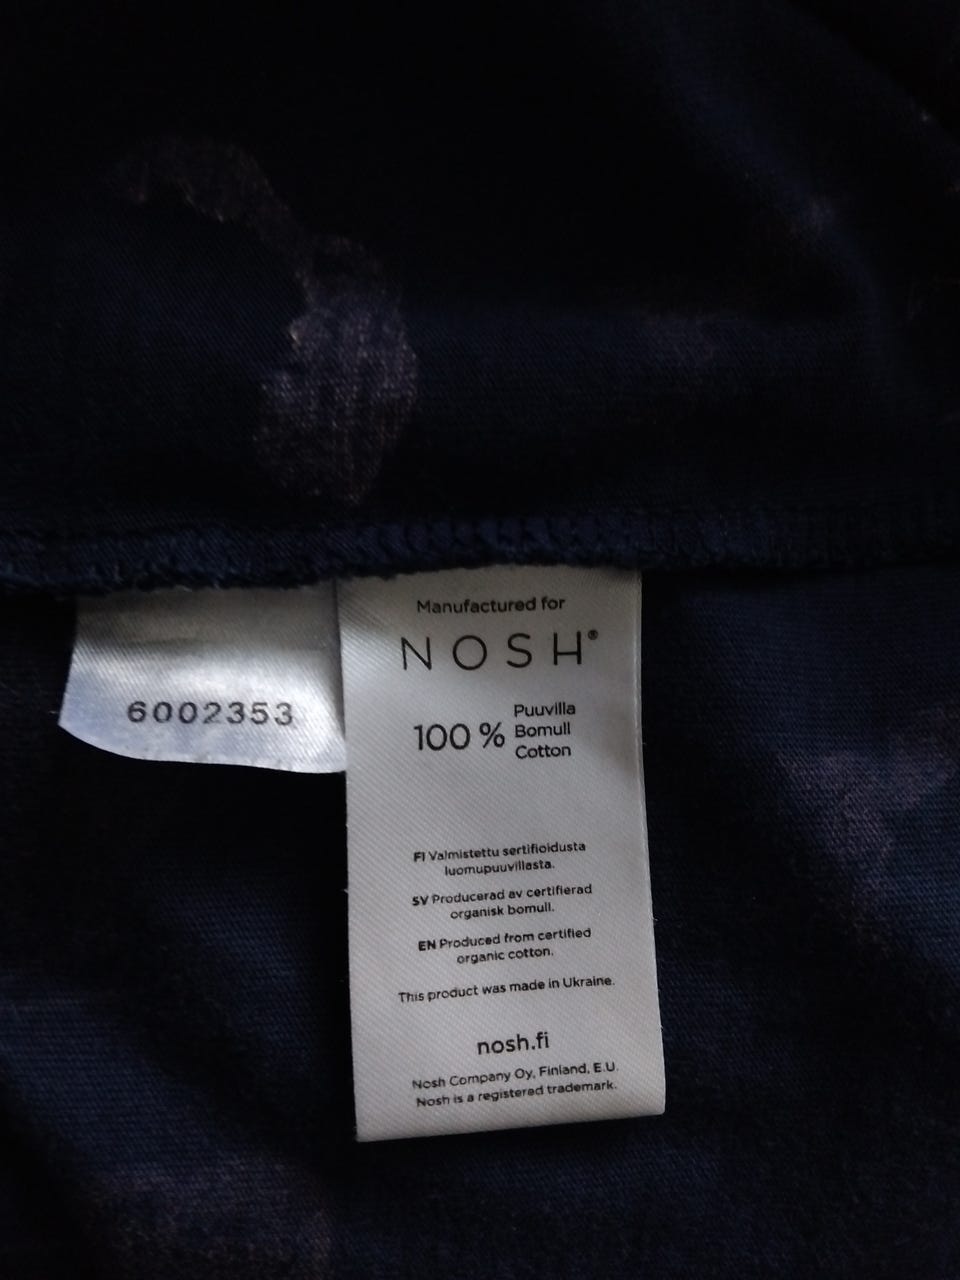 6002353
Manufactured for
NOSH®
100 % Puuvilla
Bomull
Cotton
FI Valmistettu sertifioidusta
luomupuuvillasta.
SV Producerad av certifierad
organisk bomull.
EN Produced from certified
organic cotton.
This product was made in Ukraine.
nosh.fi
Nosh Company Oy, Finland, E.U.
Nosh is a registered trademark.